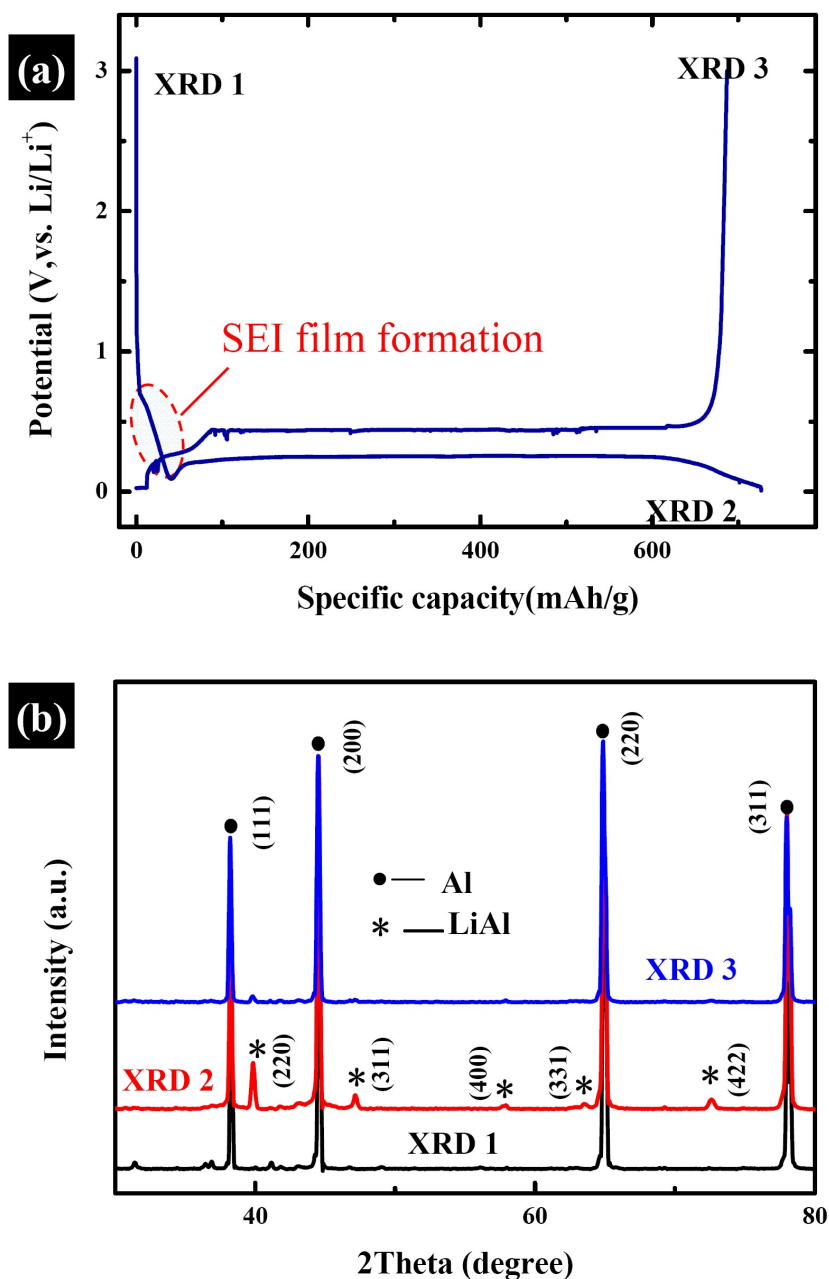 (a)
XRD 1
XRD 3
SEI film formation
XRD 2
3
2
1
0
Potential (V,vs. Li/Li⁺)
0
200
400
600
Specific capacity(mAh/g)
(b)
(111)
(200)
(220)
(311)
Al
* LiAl
XRD 3
XRD 2
* (220)
* (311)
(400) *
(331) *
* (422)
XRD 1
Intensity (a.u.)
40
60
80
2Theta (degree)